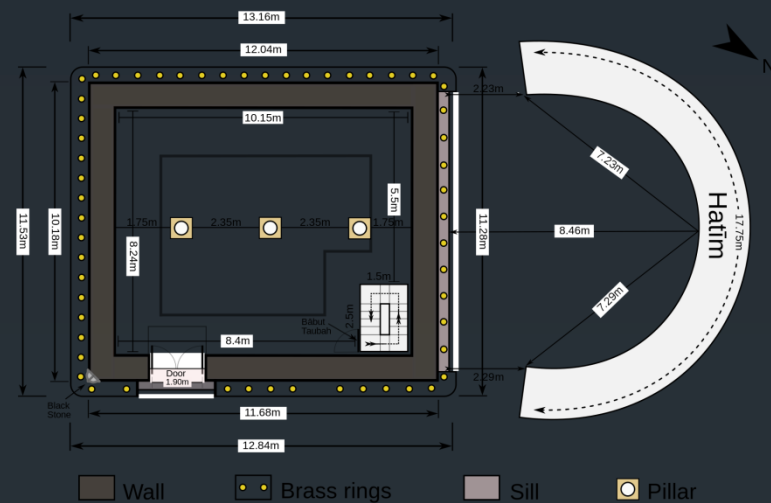 13.16m
12.04m
N
2.23m
10.15m
7.23m
5.5m
11.53m
10.18m
1.75m
2.35m
2.35m
1.75m
11.28m
8.46m
Hatīm
17.75m
8.24m
1.5m
2.5m
Bâbut
Taubah
7.29m
8.4m
Door
1.90m
2.29m
Black
Stone
11.68m
12.84m
Wall
Brass rings
Sill
Pillar